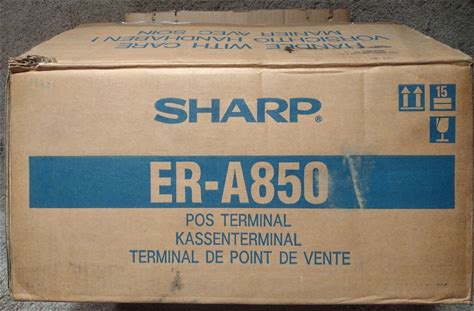 HANDLE WITH CARE
VORSICHTIG HANDHABEN!
MANIER AVEC SOIN
SHARP®
15
ER-A850
POS TERMINAL
KASSENTERMINAL
TERMINAL DE POINT DE VENTE